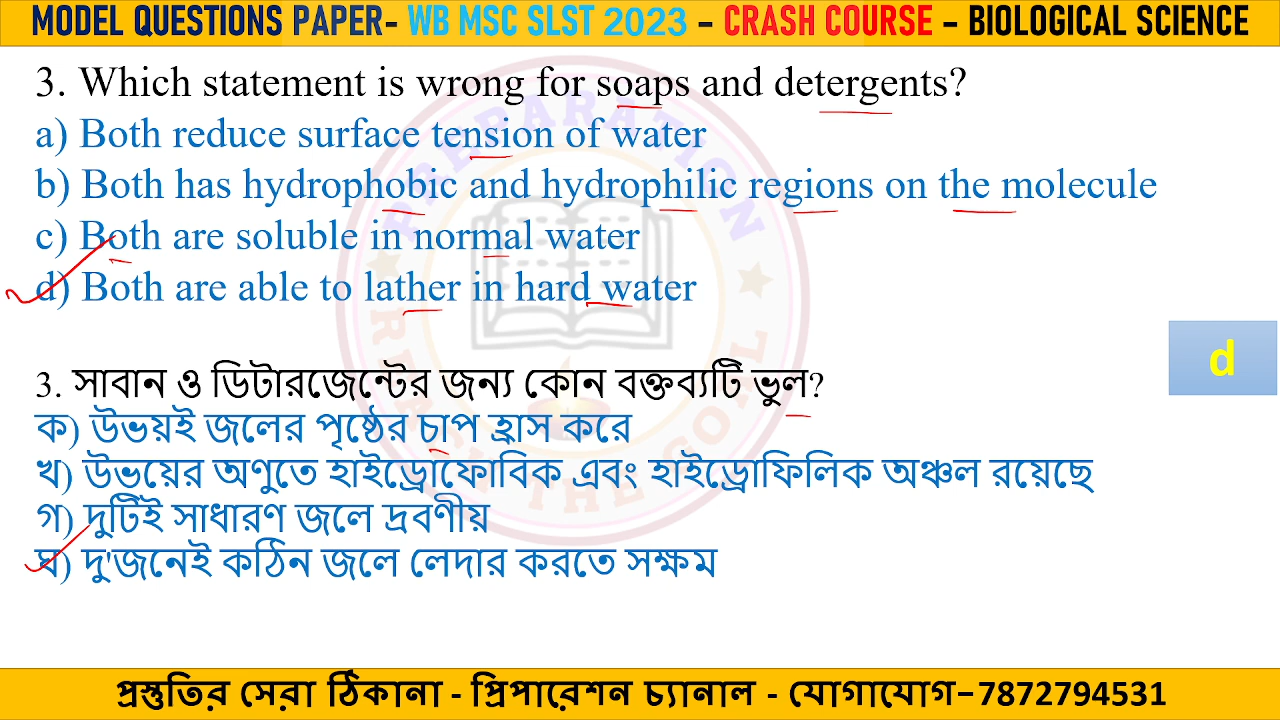 MODEL QUESTIONS PAPER- WB MSC SLST 2023 – CRASH COURSE – BIOLOGICAL SCIENCE
3. Which statement is wrong for soaps and detergents?
a) Both reduce surface tension of water
b) Both has hydrophobic and hydrophilic regions on the molecule
c) Both are soluble in normal water
d) Both are able to lather in hard water
d
3. সাবান ও ডিটারজেন্টের জন্য কোন বক্তব্যটি ভুল?
ক) উভয়ই জলের পৃষ্ঠের চাপ হ্রাস করে
খ) উভয়ের অণুতে হাইড্রোফোবিক এবং হাইড্রোফিলিক অঞ্চল রয়েছে
গ) দুটিই সাধারণ জলে দ্রবণীয়
ঘ) দু'জনেই কঠিন জলে লেদার করতে সক্ষম
PREPARATION
REACH THE GOAL
প্রস্তুতির সেরা ঠিকানা - প্রিপারেশন চ্যানাল - যোগাযোগ–7872794531